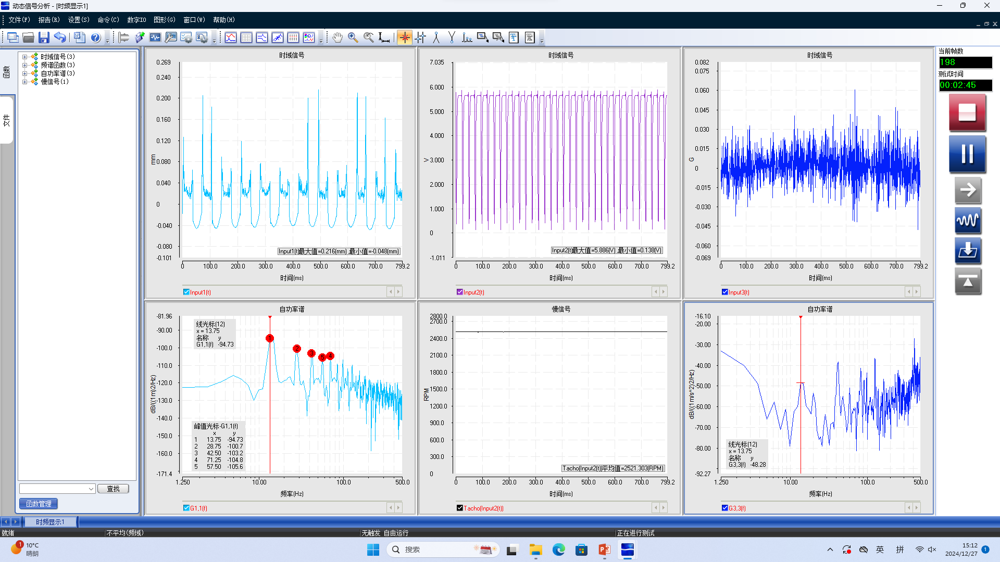 动态信号分析 - [时频显示1]
文件(F) 报告(R) 设置(S) 命令(C) 数字IO 图形(G) 窗口(W) 帮助(H)
函数
文件
时域信号(3)
频谱函数(3)
自功率谱(3)
慢信号(1)
查找
函数管理
时域信号
0.269
0.240
0.200
0.160
0.120
0.080
0.040
0
-0.040
-0.080
-0.101
mm
Input1(t)最大值=0.216(mm) ,最小值=-0.048(mm)
0 100.0 200.0 300.0 400.0 500.0 600.0 700.0 799.2
时间(ms)
Input1(t)
时域信号
7.035
6.000
5.000
4.000
3.000
2.000
1.000
0
-1.011
V
Input2(t)最大值=5.886(V) ,最小值=0.138(V)
0 100.0 200.0 300.0 400.0 500.0 600.0 700.0 799.2
时间(ms)
Input2(t)
时域信号
0.082
0.075
0.060
0.045
0.030
0.015
0
-0.015
-0.030
-0.045
-0.060
-0.069
G
0 100.0 200.0 300.0 400.0 500.0 600.0 700.0 799.2
时间(ms)
Input3(t)
自功率谱
-81.96
-90.00
-100.0
-110.0
-120.0
-130.0
-140.0
-150.0
-160.0
-171.4
dB/((1m)2/Hz)
线光标(12)
x = 13.75
名称 y
G1,1(f) -94.73
1 2 3 5 4
峰值光标-G1,1(f)
x y
1 13.75 -94.73
2 28.75 -100.7
3 42.50 -103.2
4 71.25 -104.8
5 57.50 -105.6
1.250 10.00 100.0 500.0
频率(Hz)
G1,1(f)
慢信号
2800.0
2700.0
2400.0
2100.0
1800.0
1500.0
1200.0
900.0
600.0
300.0
0
RPM
Tacho(Input2(t))平均值=2521.303(RPM)
0 100.0 200.0 300.0 400.0 500.0 600.0 700.0 799.2
时间(ms)
Tacho(Input2(t))
自功率谱
-16.10
-20.00
-30.00
-40.00
-50.00
-60.00
-70.00
-80.00
-92.27
dB/((1m/s^2)2/Hz)
线光标(12)
x = 13.75
名称 y
G3,3(f) -48.28
1.250 10.00 100.0 500.0
频率(Hz)
G3,3(f)
当前帧数
198
测试时间
00:02:45
时频显示1
就绪 不平均(频域) 无触发 自由运行 正在进行测试
1
10°C
晴朗
搜索
英 拼
15:12
2024/12/27
1